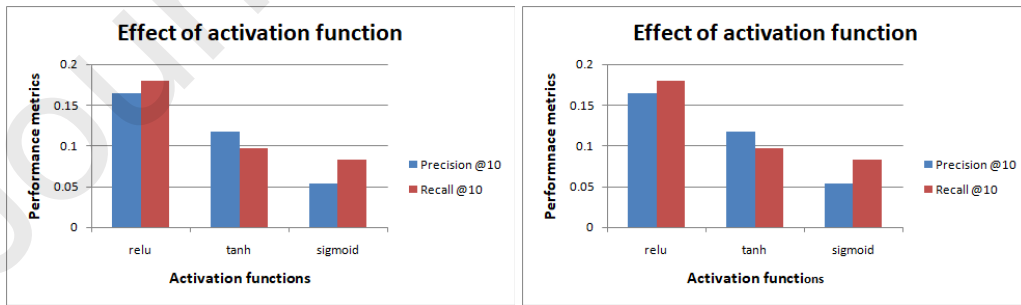 Effect of activation function
Performance metrics
0.2
0.15
0.1
0.05
0
relu tanh sigmoid
Activation functions
Precision @10
Recall @10
Effect of activation function
Perfornmace metrics
0.2
0.15
0.1
0.05
0
relu tanh sigmoid
Activation functions
Precision @10
Recall @10